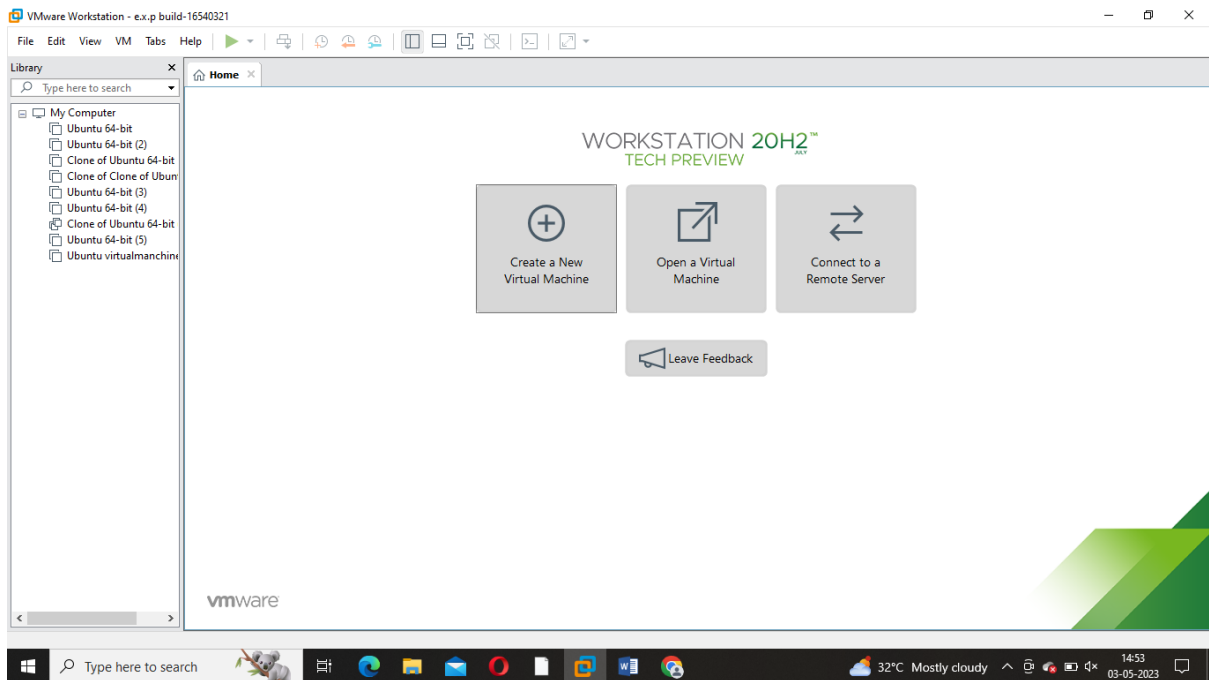 VMware Workstation - e.x.p build-16540321
File Edit View VM Tabs Help
Library
Home
Type here to search
My Computer
Ubuntu 64-bit
Ubuntu 64-bit (2)
Clone of Ubuntu 64-bit
Clone of Clone of Ubun
Ubuntu 64-bit (3)
Ubuntu 64-bit (4)
Clone of Ubuntu 64-bit
Ubuntu 64-bit (5)
Ubuntu virtualmanchine
WORKSTATION 20H2™
JULY
TECH PREVIEW
Create a New
Virtual Machine
Open a Virtual
Machine
Connect to a
Remote Server
Leave Feedback
vmware
Type here to search
32°C Mostly cloudy
14:53
03-05-2023